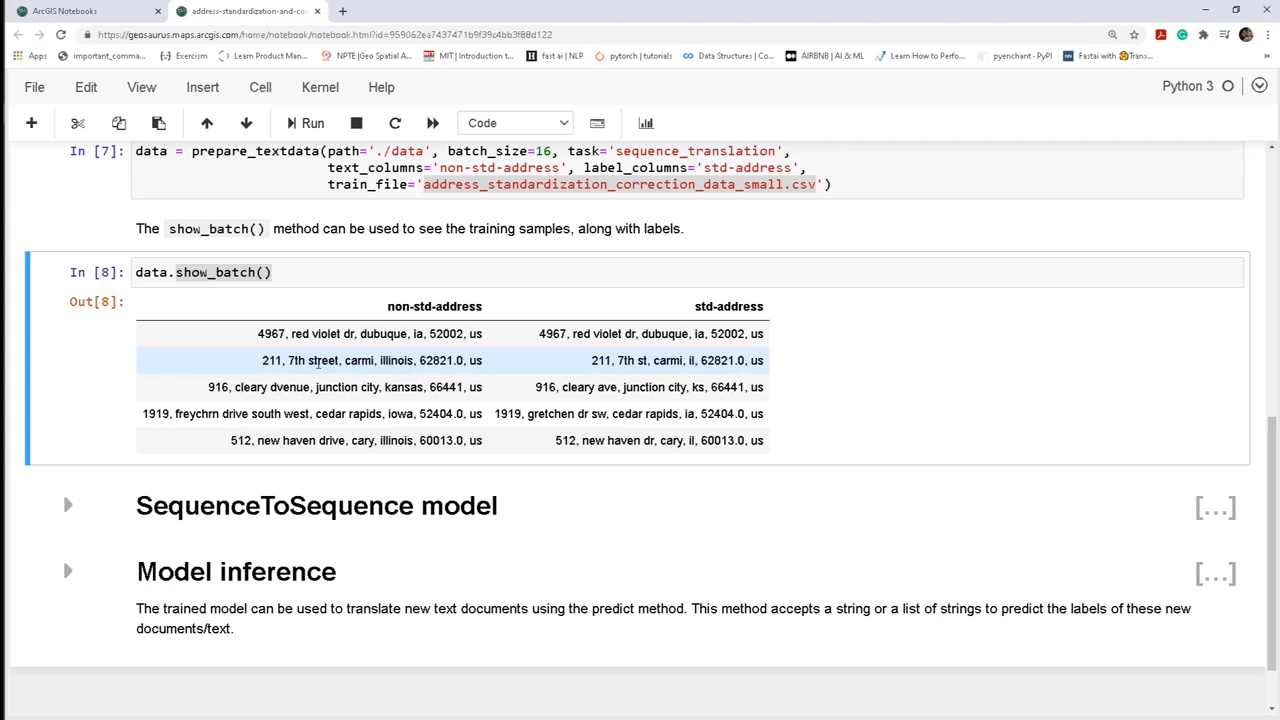 ArcGIS Notebooks
address-standardization-and-co
https://geosaurus.maps.arcgis.com/home/notebook/notebook.html?id=959062ea7437471b9f39c4bb3f88d122
Apps important_comma... Exercism Learn Product Man... NPTE |Geo Spatial A... MIT | Introduction t... fast ai | NLP pytorch | tutorials Data Structures | Co... AIRBNB | AI & ML Learn How to Perfo... pyenchant · PyPI Fastai with 🤗Trans...
File Edit View Insert Cell Kernel Help Python 3
Run Code
In [7]: data = prepare_textdata(path='./data', batch_size=16, task='sequence_translation',
text_columns='non-std-address', label_columns='std-address',
train_file='address_standardization_correction_data_small.csv')
The show_batch() method can be used to see the training samples, along with labels.
In [8]: data.show_batch()
Out[8]:
non-std-address std-address
4967, red violet dr, dubuque, ia, 52002, us 4967, red violet dr, dubuque, ia, 52002, us
211, 7th street, carmi, illinois, 62821.0, us 211, 7th st, carmi, il, 62821.0, us
916, cleary dvenue, junction city, kansas, 66441, us 916, cleary ave, junction city, ks, 66441, us
1919, freychrn drive south west, cedar rapids, iowa, 52404.0, us 1919, gretchen dr sw, cedar rapids, ia, 52404.0, us
512, new haven drive, cary, illinois, 60013.0, us 512, new haven dr, cary, il, 60013.0, us
SequenceToSequence model [...]
Model inference [...]
The trained model can be used to translate new text documents using the predict method. This method accepts a string or a list of strings to predict the labels of these new
documents/text.